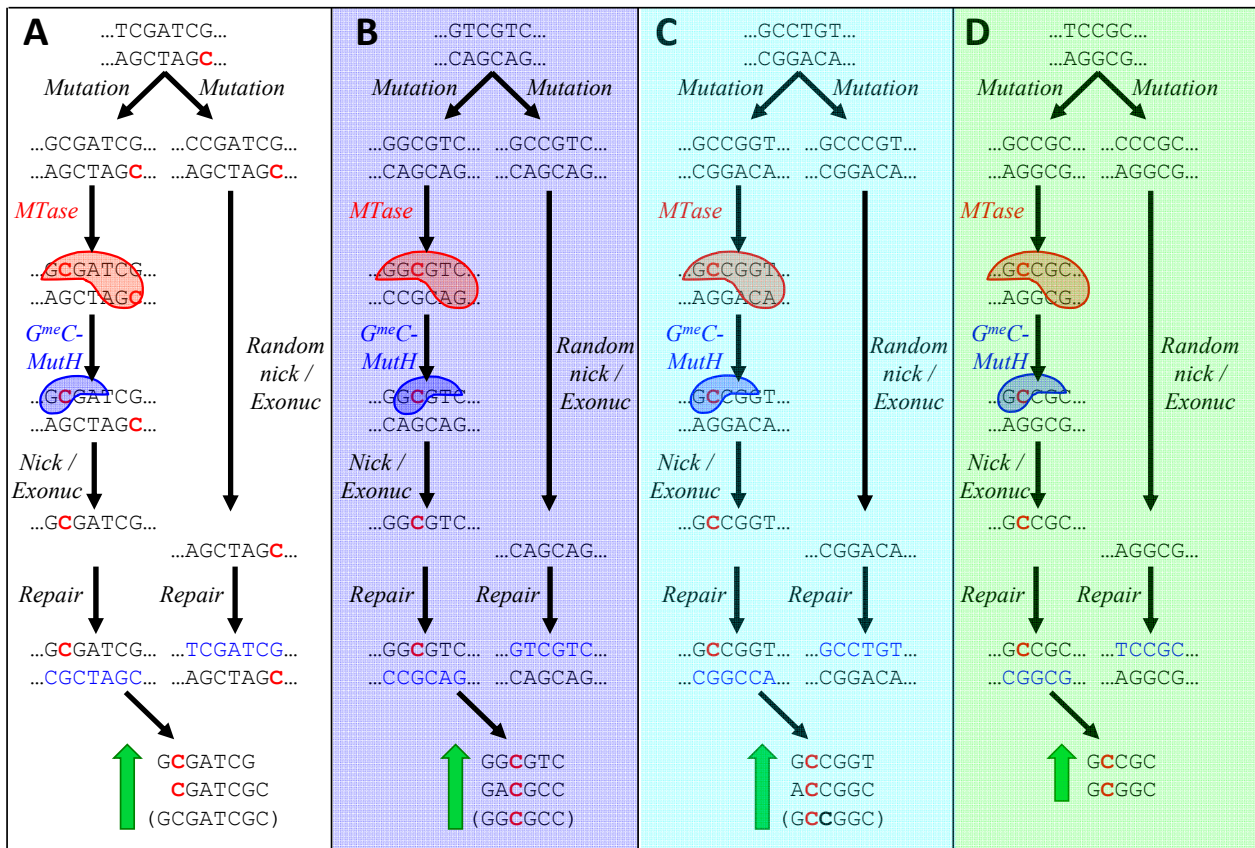 A
...TCGATCG...
...AGCTAGC...
Mutation Mutation
...GCGATCG... ...CCGATCG...
...AGCTAGC... ...AGCTAGC...
MTase
...GCGATCG...
...AGCTAGC...
GmeC-
MutH
Random
nick /
Exonuc
...GCGATCG...
...AGCTAGC...
Nick /
Exonuc
...GCGATCG...
...AGCTAGC...
Repair Repair
...GCGATCG... ...TCGATCG...
...CGCTAGC... ...AGCTAGC...
GCGATCG
CGATCGC
(GCGATCGC)
B
...GTCGTC...
...CAGCAG...
Mutation Mutation
...GGCGTC... ...GCCGTC...
...CAGCAG... ...CAGCAG...
MTase
...GGCGTC...
...CCGCAG...
GmeC-
MutH
Random
nick /
Exonuc
...GGCGTC...
...CAGCAG...
Nick /
Exonuc
...GGCGTC...
...CAGCAG...
Repair Repair
...GGCGTC... ...GTCGTC...
...CCGCAG... ...CAGCAG...
GGCGTC
GACGCC
(GGCGCC)
C
...GCCTGT...
...CGGACA...
Mutation Mutation
...GCCGGT... ...GCCCGT...
...CGGACA... ...CGGACA...
MTase
...GCCGGT...
...AGGACA...
GmeC-
MutH
Random
nick /
Exonuc
...GCCGGT...
...AGGACA...
Nick /
Exonuc
...GCCGGT...
...CGGACA...
Repair Repair
...GCCGGT... ...GCCTGT...
...CGGCCA... ...CGGACA...
GCCGGT
ACCGGC
(GCCGGC)
D
...TCCGC...
...AGGCG...
Mutation Mutation
...GCCGC... ...CCCGC...
...AGGCG... ...AGGCG...
MTase
...GCCGC...
...AGGCG...
GmeC-
MutH
Random
nick /
Exonuc
...GCCGC...
...AGGCG...
Nick /
Exonuc
...GCCGC...
...AGGCG...
Repair Repair
...GCCGC... ...TCCGC...
...CGGCG... ...AGGCG...
GCCGC
GCGGC